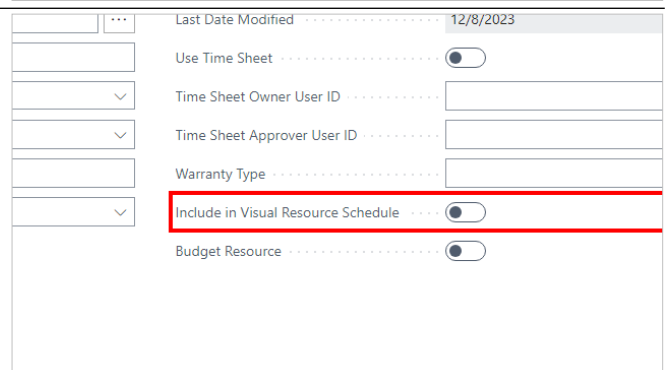 Last Date Modified 12/8/2023
Use Time Sheet
Time Sheet Owner User ID
Time Sheet Approver User ID
Warranty Type
Include in Visual Resource Schedule
Budget Resource